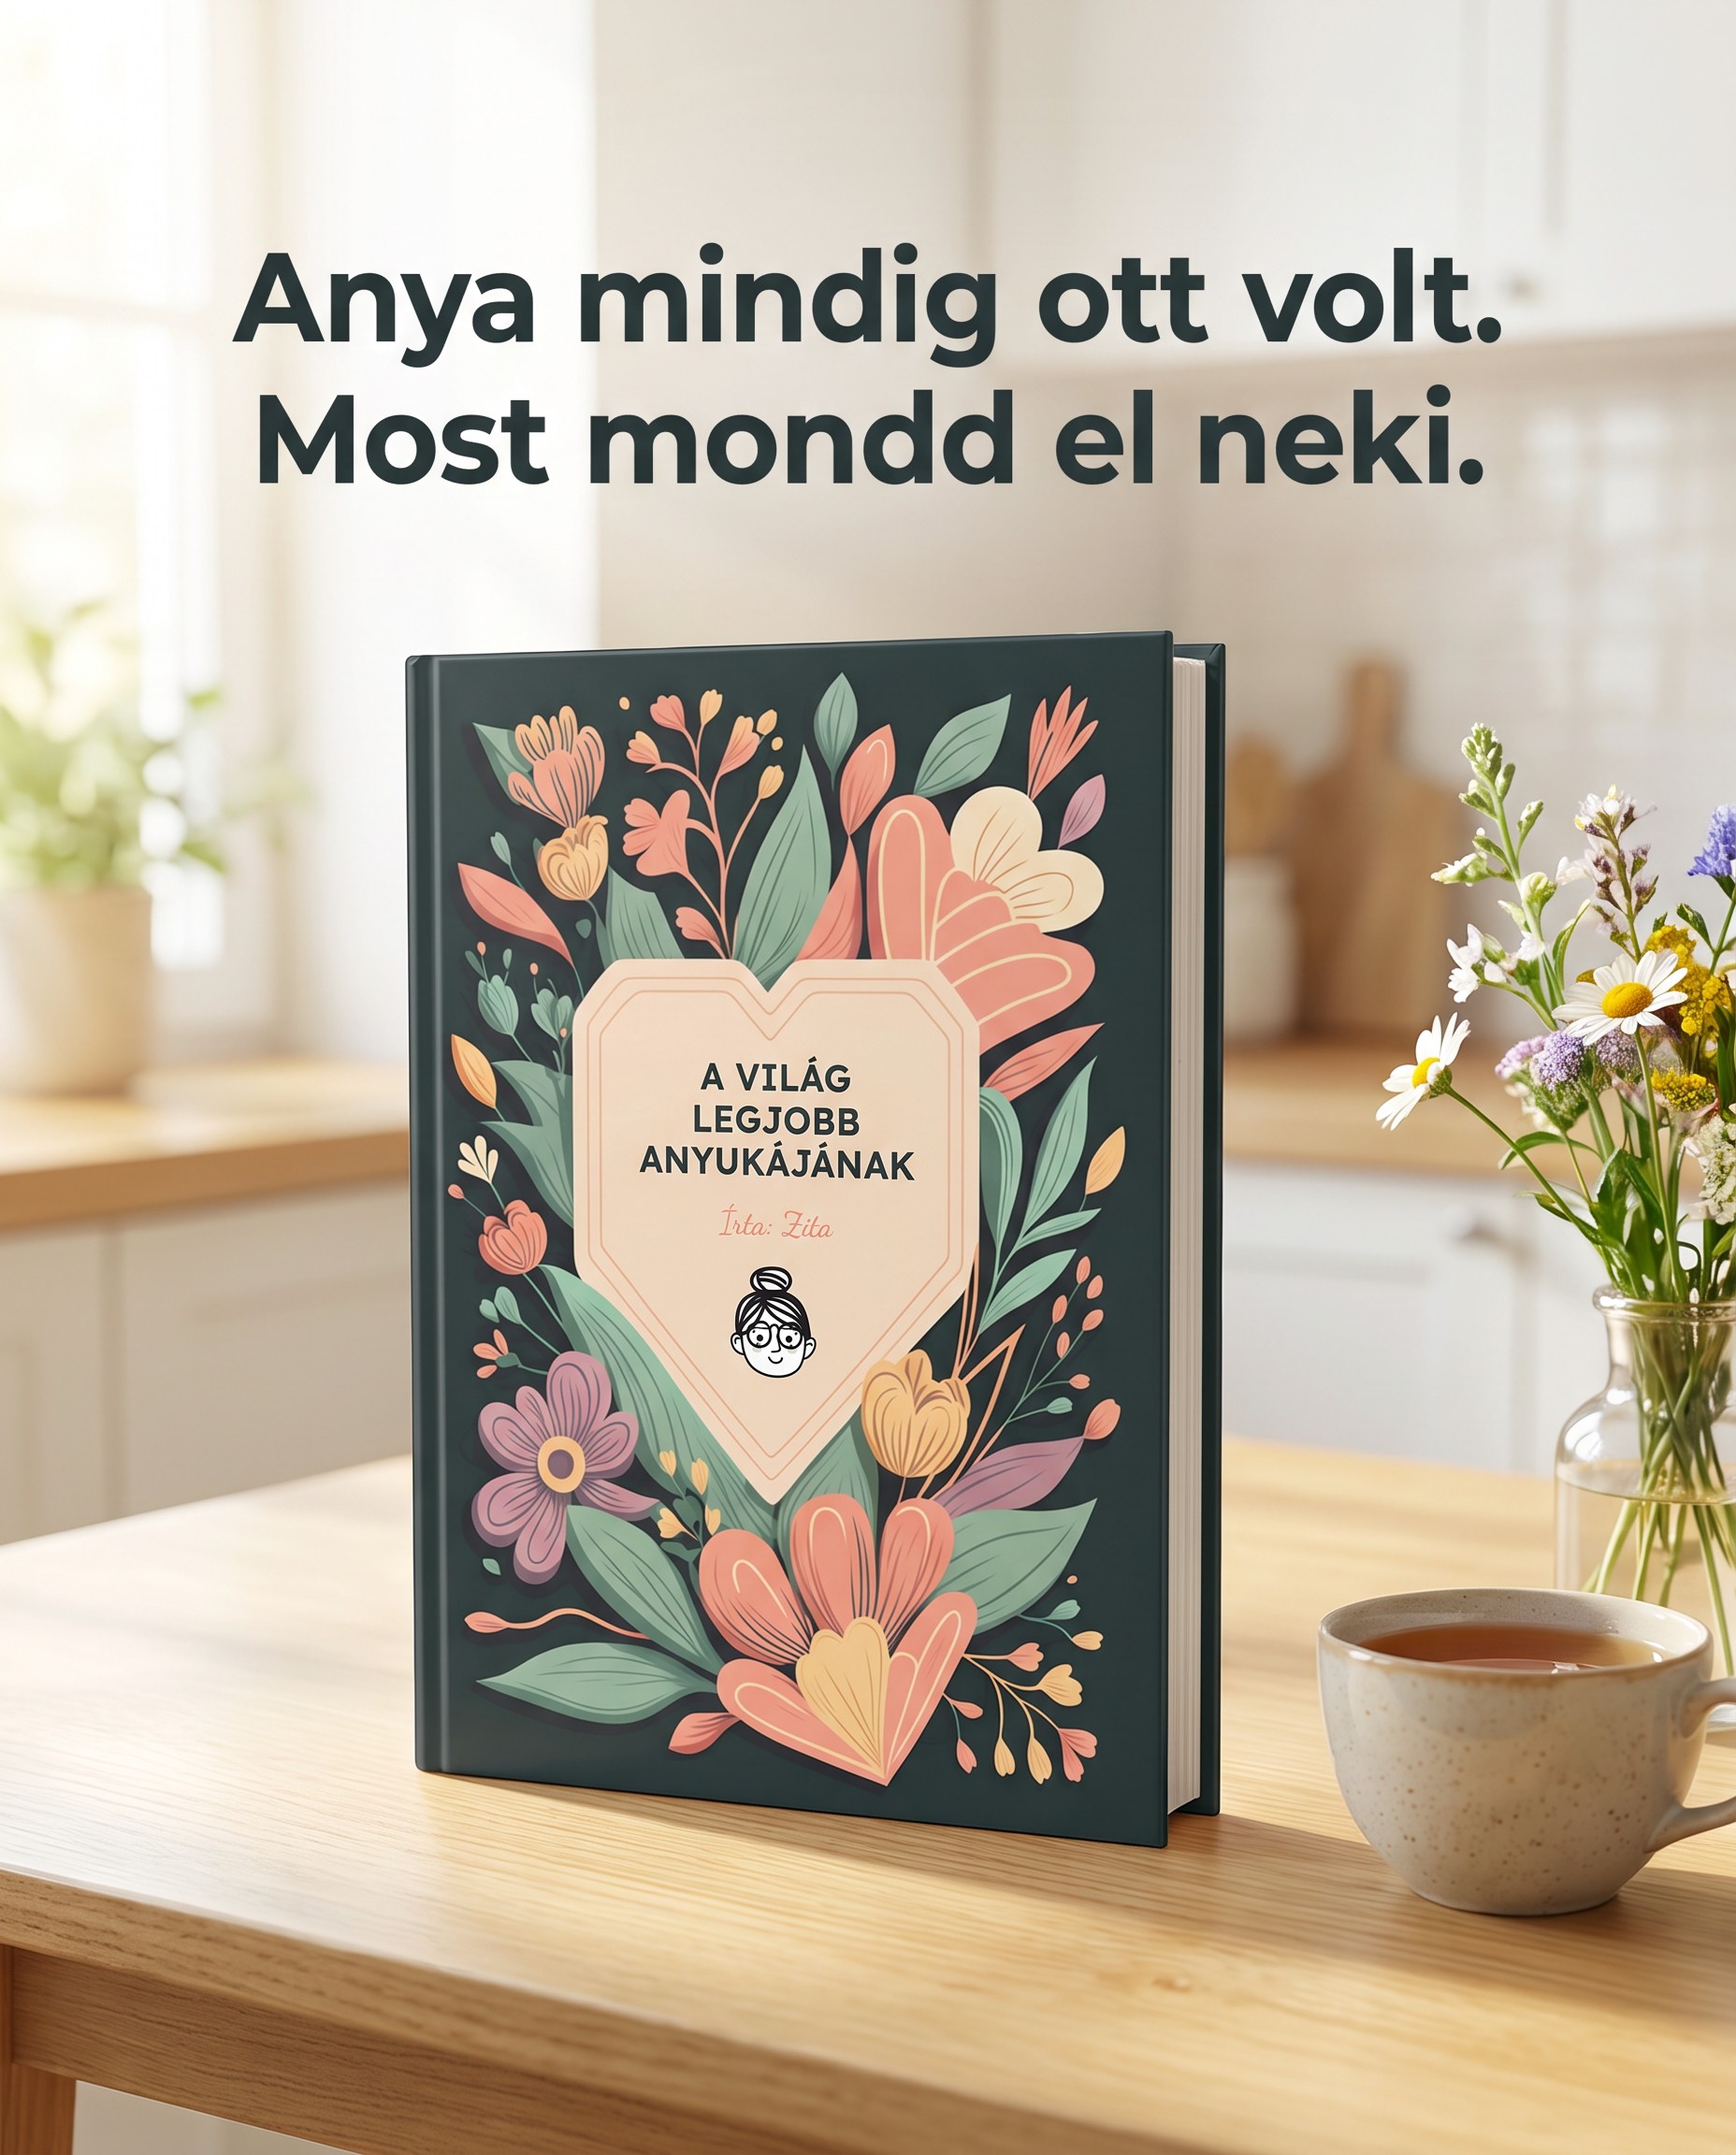 Anya mindig ott volt.
Most mondd el neki.
A VILÁG
LEGJOBB
ANYUKÁJÁNAK
Írta: Zita